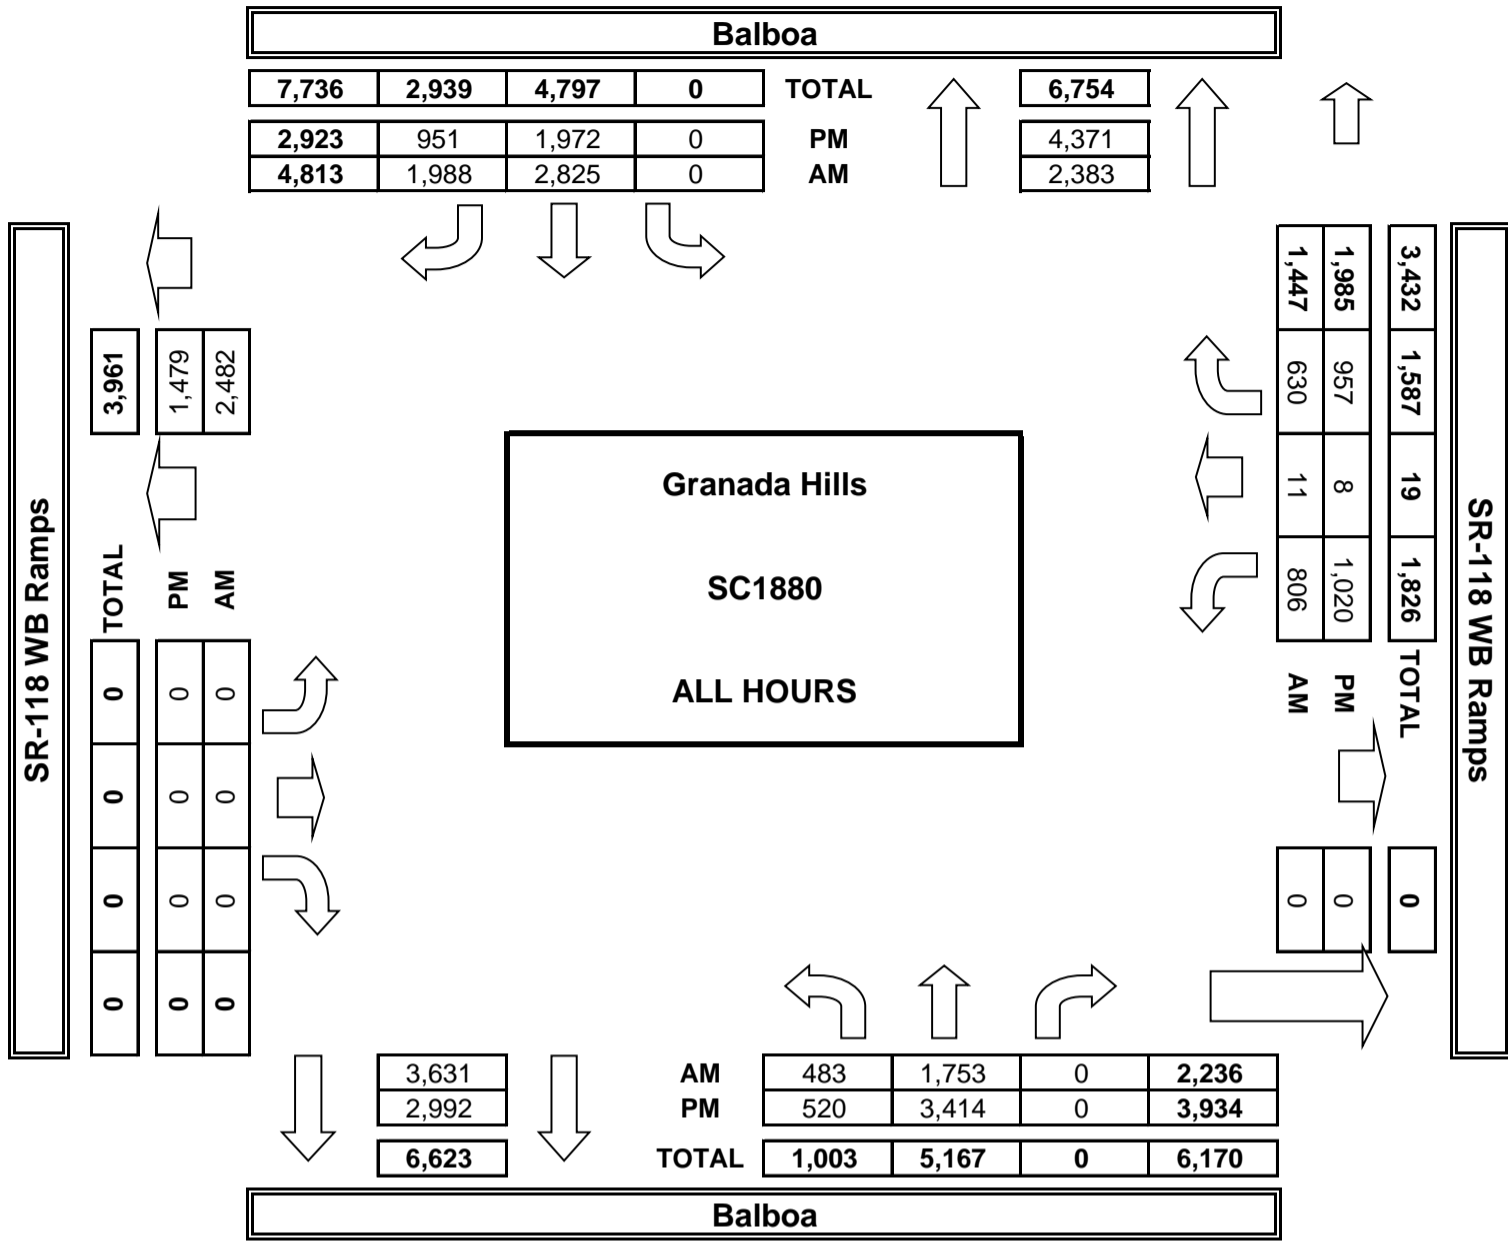 Balboa
7,736 2,939 4,797 0 TOTAL 6,754
2,923 951 1,972 0 PM 4,371
4,813 1,988 2,825 0 AM 2,383
SR-118 WB Ramps
3,961
1,479
2,482
TOTAL
PM
AM
0 0 0
0 0 0
0 0 0
0 0 0
Granada Hills
SC1880
ALL HOURS
1,447 1,985 3,432
630 957 1,587
11 8 19
806 1,020 1,826
AM PM TOTAL
0 0 0
SR-118 WB Ramps
3,631 AM 483 1,753 0 2,236
2,992 PM 520 3,414 0 3,934
6,623 TOTAL 1,003 5,167 0 6,170
Balboa